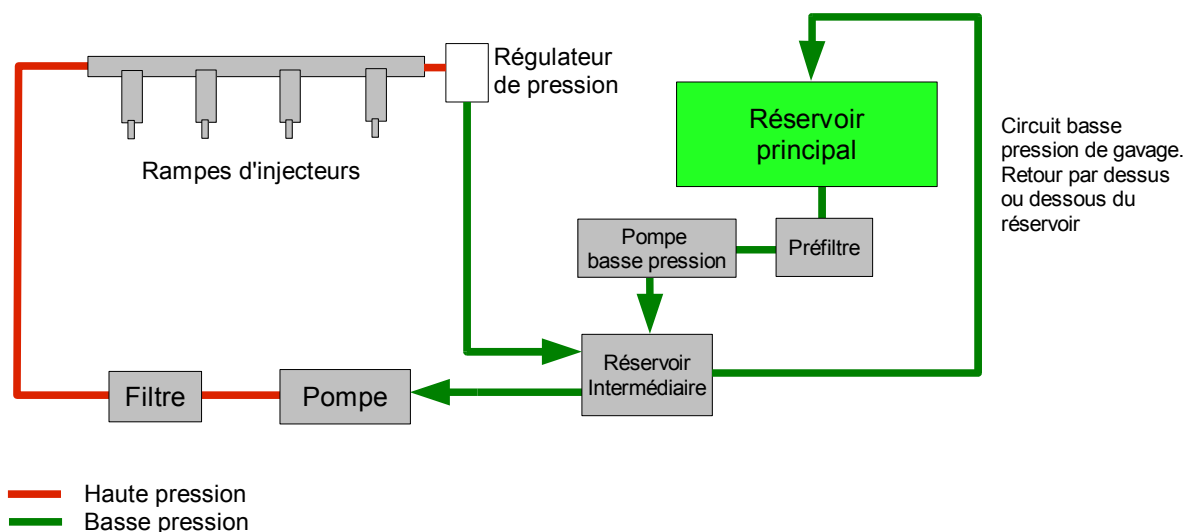 Régulateur
de pression
Rampes d'injecteurs
Réservoir
principal
Circuit basse
pression de gavage.
Retour par dessus
ou dessous du
réservoir
Pompe
basse pression
Préfiltre
Réservoir
Intermédiaire
Filtre
Pompe
Haute pression
Basse pression